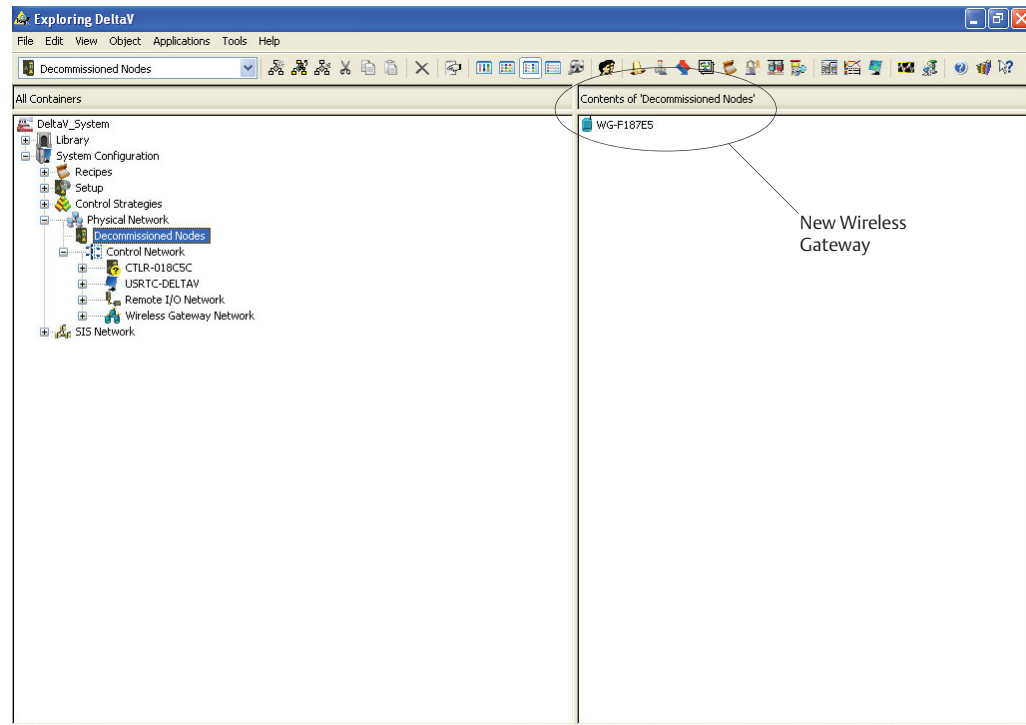 Exploring DeltaV
File Edit View Object Applications Tools Help
Decommissioned Nodes
All Containers
Contents of 'Decommissioned Nodes'
DeltaV_System
Library
System Configuration
Recipes
Setup
Control Strategies
Physical Network
Decommissioned Nodes
Control Network
CTLR-018C5C
USRTC-DELTAV
Remote I/O Network
Wireless Gateway Network
SIS Network
WG-F187E5
New Wireless
Gateway